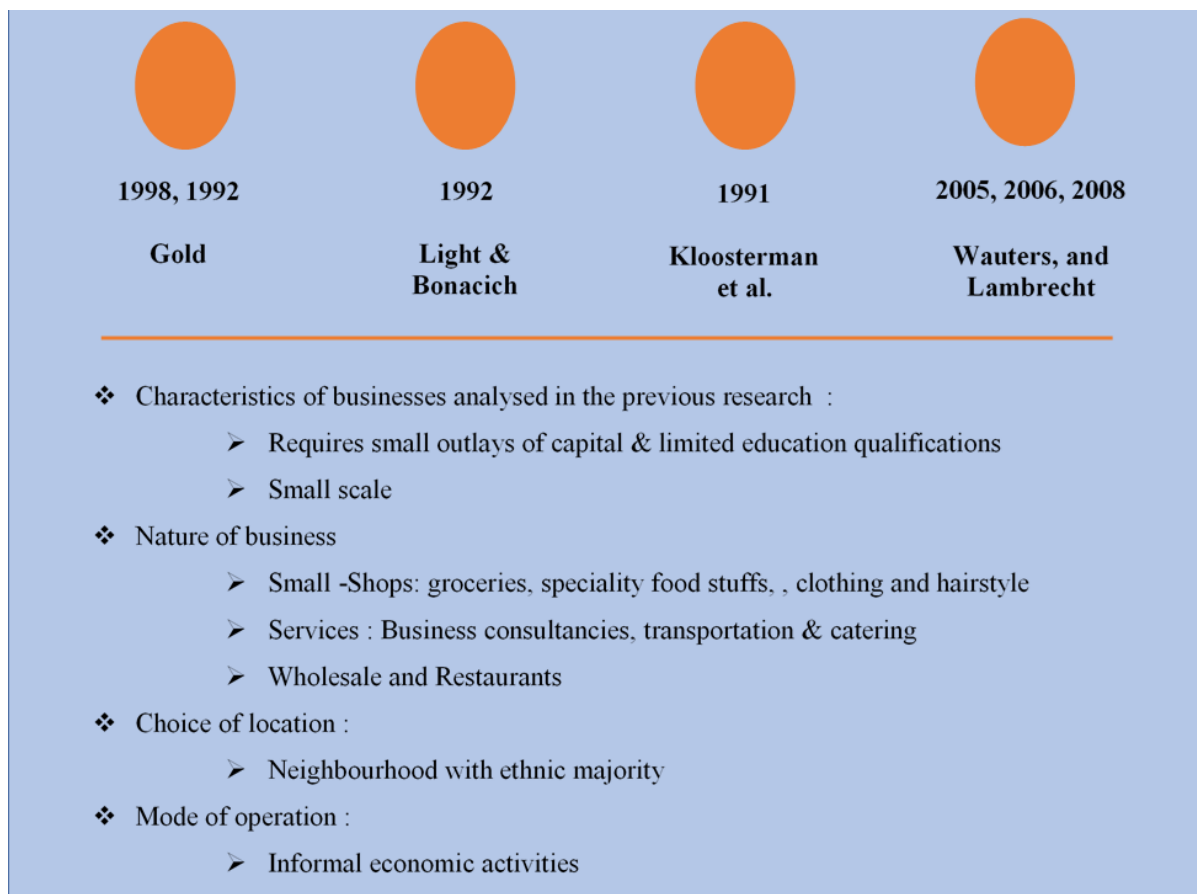 1998, 1992
Gold
1992
Light &
Bonacich
1991
Kloosterman
et al.
2005, 2006, 2008
Wauters, and
Lambrecht
❖ Characteristics of businesses analysed in the previous research :
➢ Requires small outlays of capital & limited education qualifications
➢ Small scale
❖ Nature of business
➢ Small -Shops: groceries, speciality food stuffs, , clothing and hairstyle
➢ Services : Business consultancies, transportation & catering
➢ Wholesale and Restaurants
❖ Choice of location :
➢ Neighbourhood with ethnic majority
❖ Mode of operation :
➢ Informal economic activities